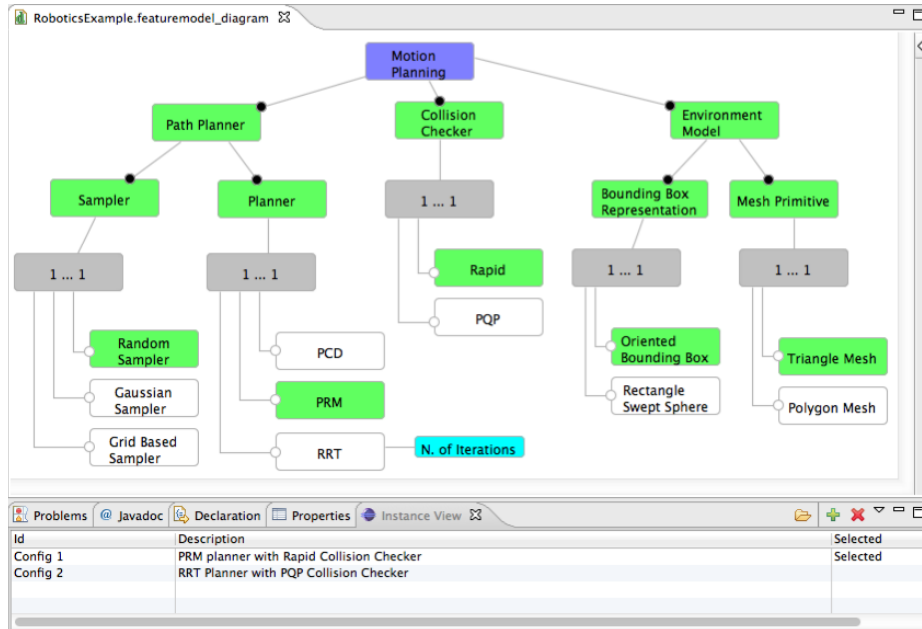 RoboticsExample.featuremodel_diagram
Motion
Planning
Path Planner
Collision
Checker
Environment
Model
Sampler
Planner
1 ... 1
Bounding Box
Representation
Mesh Primitive
1 ... 1
1 ... 1
Rapid
1 ... 1
1 ... 1
PQP
Random
Sampler
PCD
Oriented
Bounding Box
Triangle Mesh
Gaussian
Sampler
PRM
Rectangle
Swept Sphere
Polygon Mesh
Grid Based
Sampler
RRT
N. of Iterations
Problems @ Javadoc Declaration Properties Instance View
Id Description Selected
Config 1 PRM planner with Rapid Collision Checker Selected
Config 2 RRT Planner with PQP Collision Checker